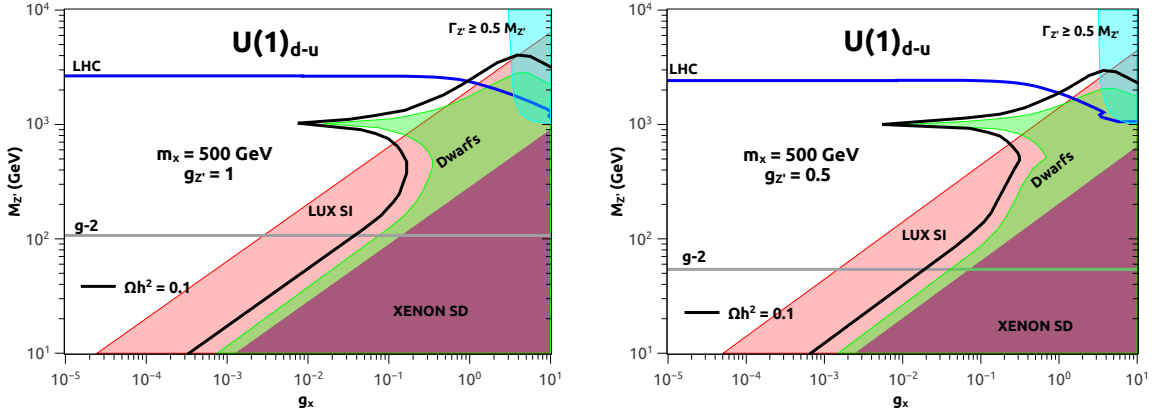 U(1)d-u
ΓZ' ≥ 0.5 MZ'
LHC
mx = 500 GeV
gZ' = 1
Dwarfs
LUX SI
g-2
Ωh² = 0.1
XENON SD
MZ' (GeV)
10⁴
10³
10²
10¹
10⁻⁵ 10⁻⁴ 10⁻³ 10⁻² 10⁻¹ 10⁰ 10¹
gx
U(1)d-u
ΓZ' ≥ 0.5 MZ'
LHC
mx = 500 GeV
gZ' = 0.5
Dwarfs
LUX SI
g-2
Ωh² = 0.1
XENON SD
MZ' (GeV)
10⁴
10³
10²
10¹
10⁻⁵ 10⁻⁴ 10⁻³ 10⁻² 10⁻¹ 10⁰ 10¹
gx